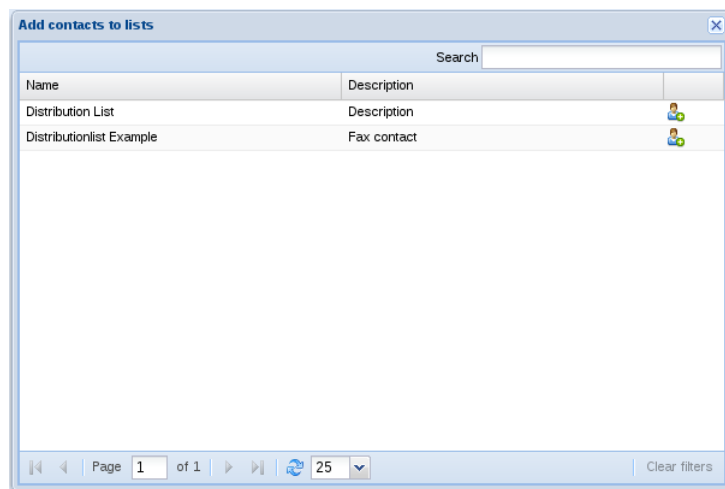 Add contacts to lists
Search
Name Description
Distribution List Description
Distributionlist Example Fax contact
Page 1 of 1 25 Clear filters